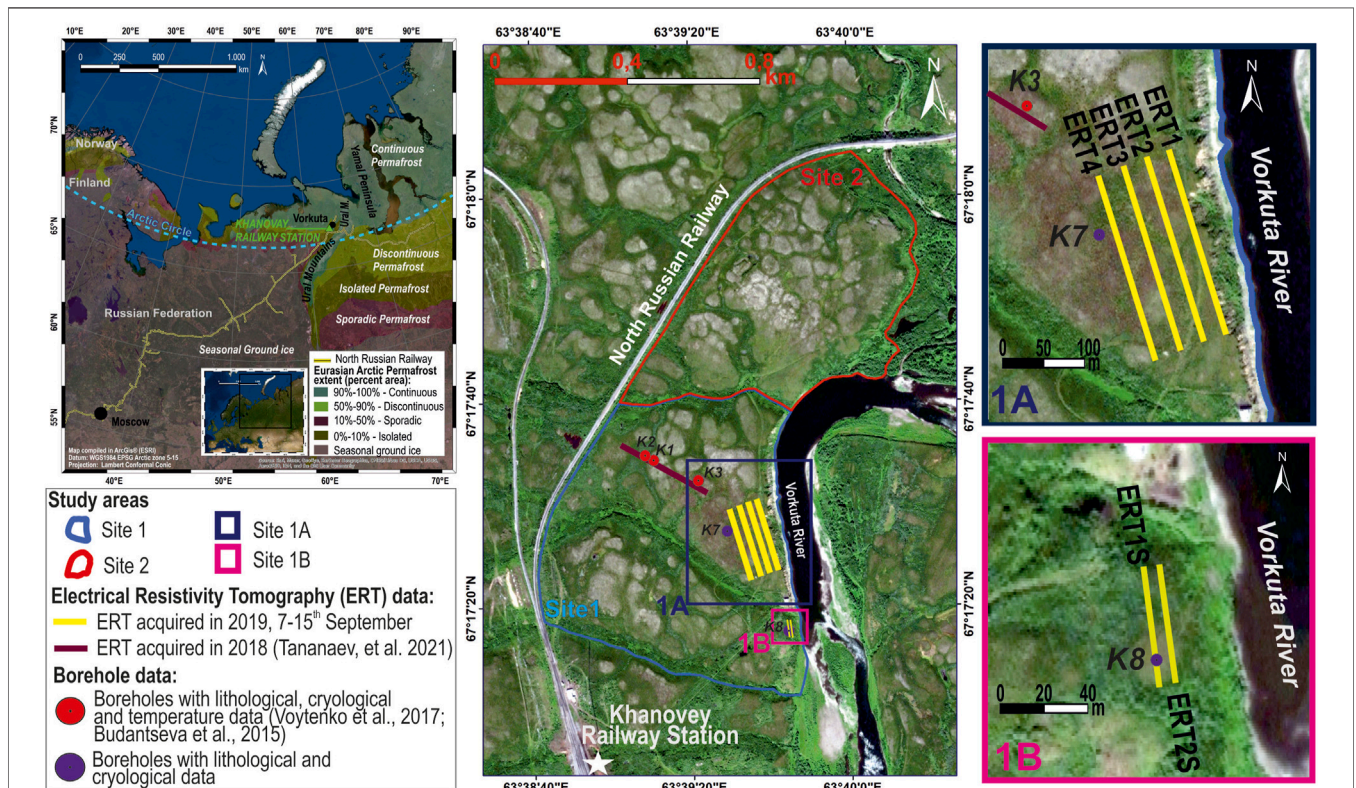 10°E 20°E 30°E 40°E 50°E 60°E 70°E 80°E 90°E
0 250 500 1.000 km
N
70°N
65°N
60°N
55°N
Norway
Finland
Arctic Circle
Continuous
Permafrost
Yamal Peninsula
Ural M.
Vorkuta
KHANOVAY
RAILWAY STATION
Ural Mountains
Discontinuous
Permafrost
Isolated Permafrost
Sporadic Permafrost
Russian Federation
Seasonal Ground ice
Moscow
North Russian Railway
Eurasian Arctic Permafrost
extent (percent area):
90%-100% - Continuous
50%-90% - Discontinuous
10%-50% - Sporadic
0%-10% - Isolated
Seasonal ground ice
Map compiled in ArcGis® (ESRI)
Datum: WGS1984 EPSG Arctic zone 5-15
Projection: Lambert Conformal Conic
40°E 50°E 60°E 70°E
Study areas
Site 1
Site 1A
Site 2
Site 1B
Electrical Resistivity Tomography (ERT) data:
ERT acquired in 2019, 7-15th September
ERT acquired in 2018 (Tananaev, et al. 2021)
Borehole data:
Boreholes with lithological, cryological
and temperature data (Voytenko et al., 2017;
Budantseva et al., 2015)
Boreholes with lithological and
cryological data
63°38'40"E 63°39'20"E 63°40'0"E
0 0,4 0,8
km
N
67°18'0"N
67°17'40"N
67°17'20"N
North Russian Railway
Site 2
K2
K1
K3
K7
Vorkuta River
1A
Site1
K8
1B
Khanovey
Railway Station
63°38'40"E 63°39'20"E 63°40'0"E
67°18'0"N
67°17'40"N
67°17'20"N
K3
N
ERT1
ERT2
ERT3
ERT4
K7
Vorkuta River
0 50 100
m
1A
N
ERT1S
K8
Vorkuta River
0 20 40
m
ERT2S
1B